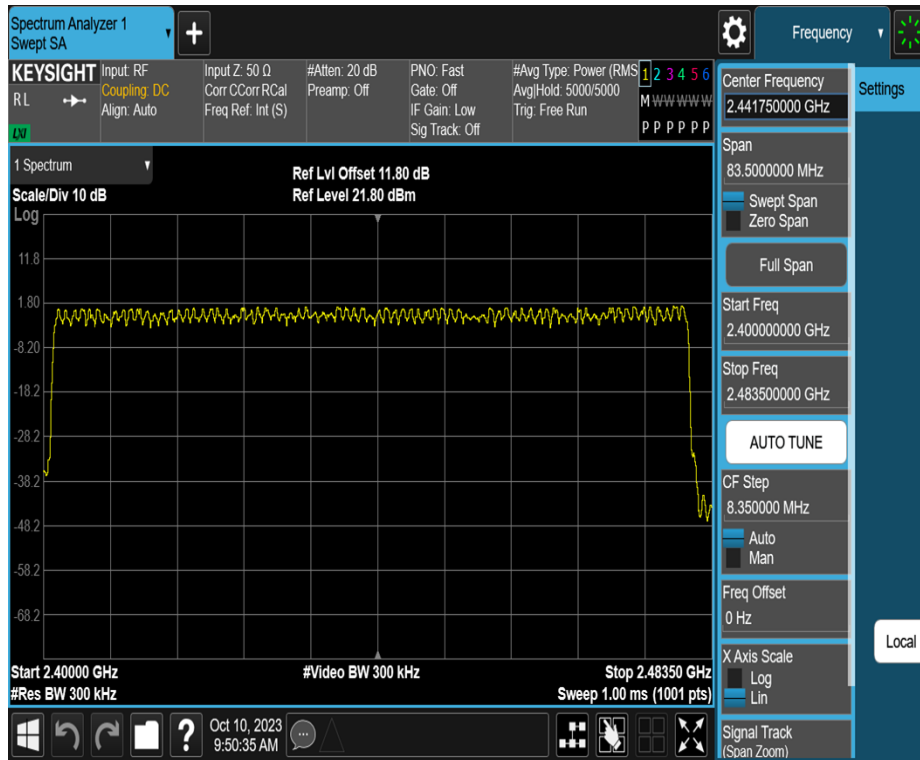 Spectrum Analyzer 1
Swept SA
+
Frequency
KEYSIGHT
R L
LXI
Input: RF
Coupling: DC
Align: Auto
Input Z: 50 Ω
Corr CCorr RCal
Freq Ref: Int (S)
#Atten: 20 dB
Preamp: Off
PNO: Fast
Gate: Off
IF Gain: Low
Sig Track: Off
#Avg Type: Power (RMS
Avg|Hold: 5000/5000
Trig: Free Run
1 2 3 4 5 6
M W W W W W
P P P P P P
1 Spectrum
Scale/Div 10 dB
Log
Ref Lvl Offset 11.80 dB
Ref Level 21.80 dBm
11.8
1.80
-8.20
-18.2
-28.2
-38.2
-48.2
-58.2
-68.2
Start 2.40000 GHz
#Res BW 300 kHz
#Video BW 300 kHz
Stop 2.48350 GHz
Sweep 1.00 ms (1001 pts)
?
Oct 10, 2023
9:50:35 AM
Center Frequency
2.441750000 GHz
Settings
Span
83.5000000 MHz
Swept Span
Zero Span
Full Span
Start Freq
2.400000000 GHz
Stop Freq
2.483500000 GHz
AUTO TUNE
CF Step
8.350000 MHz
Auto
Man
Freq Offset
0 Hz
Local
X Axis Scale
Log
Lin
Signal Track
(Span Zoom)